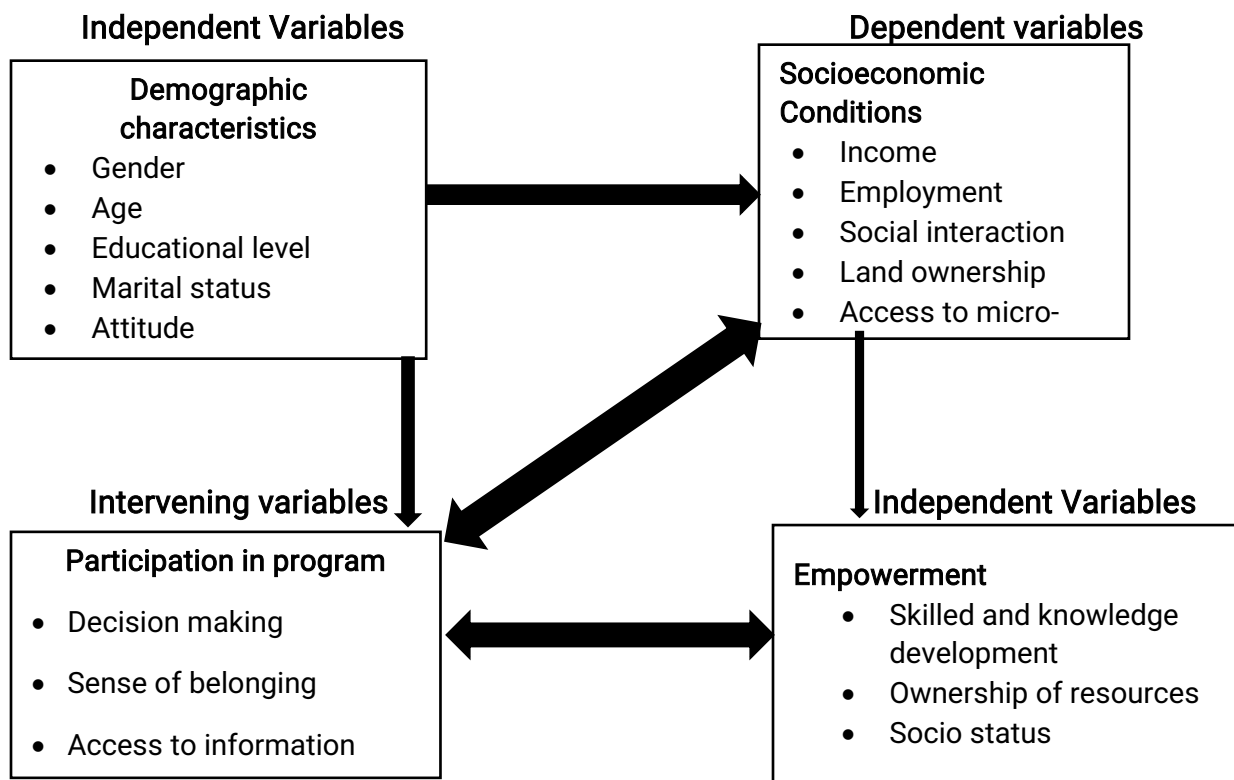 Independent Variables
Demographic
characteristics
• Gender
• Age
• Educational level
• Marital status
• Attitude
Dependent variables
Socioeconomic
Conditions
• Income
• Employment
• Social interaction
• Land ownership
• Access to micro-
Intervening variables
Participation in program
• Decision making
• Sense of belonging
• Access to information
Independent Variables
Empowerment
• Skilled and knowledge
development
• Ownership of resources
• Socio status